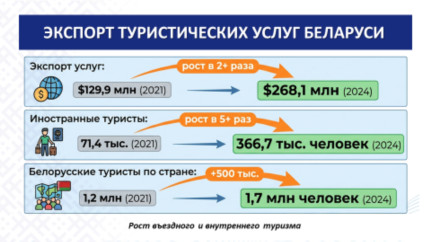 ЭКСПОРТ ТУРИСТИЧЕСКИХ УСЛУГ БЕЛАРУСИ
Экспорт услуг:
рост в 2+ раза
$129,9 млн (2021)
$268,1 млн (2024)
Иностранные туристы:
рост в 5+ раз
71,4 тыс. (2021)
366,7 тыс. человек (2024)
Белорусские туристы по стране:
+500 тыс.
1,2 млн (2021)
1,7 млн человек (2024)
Рост въездного и внутреннего туризма